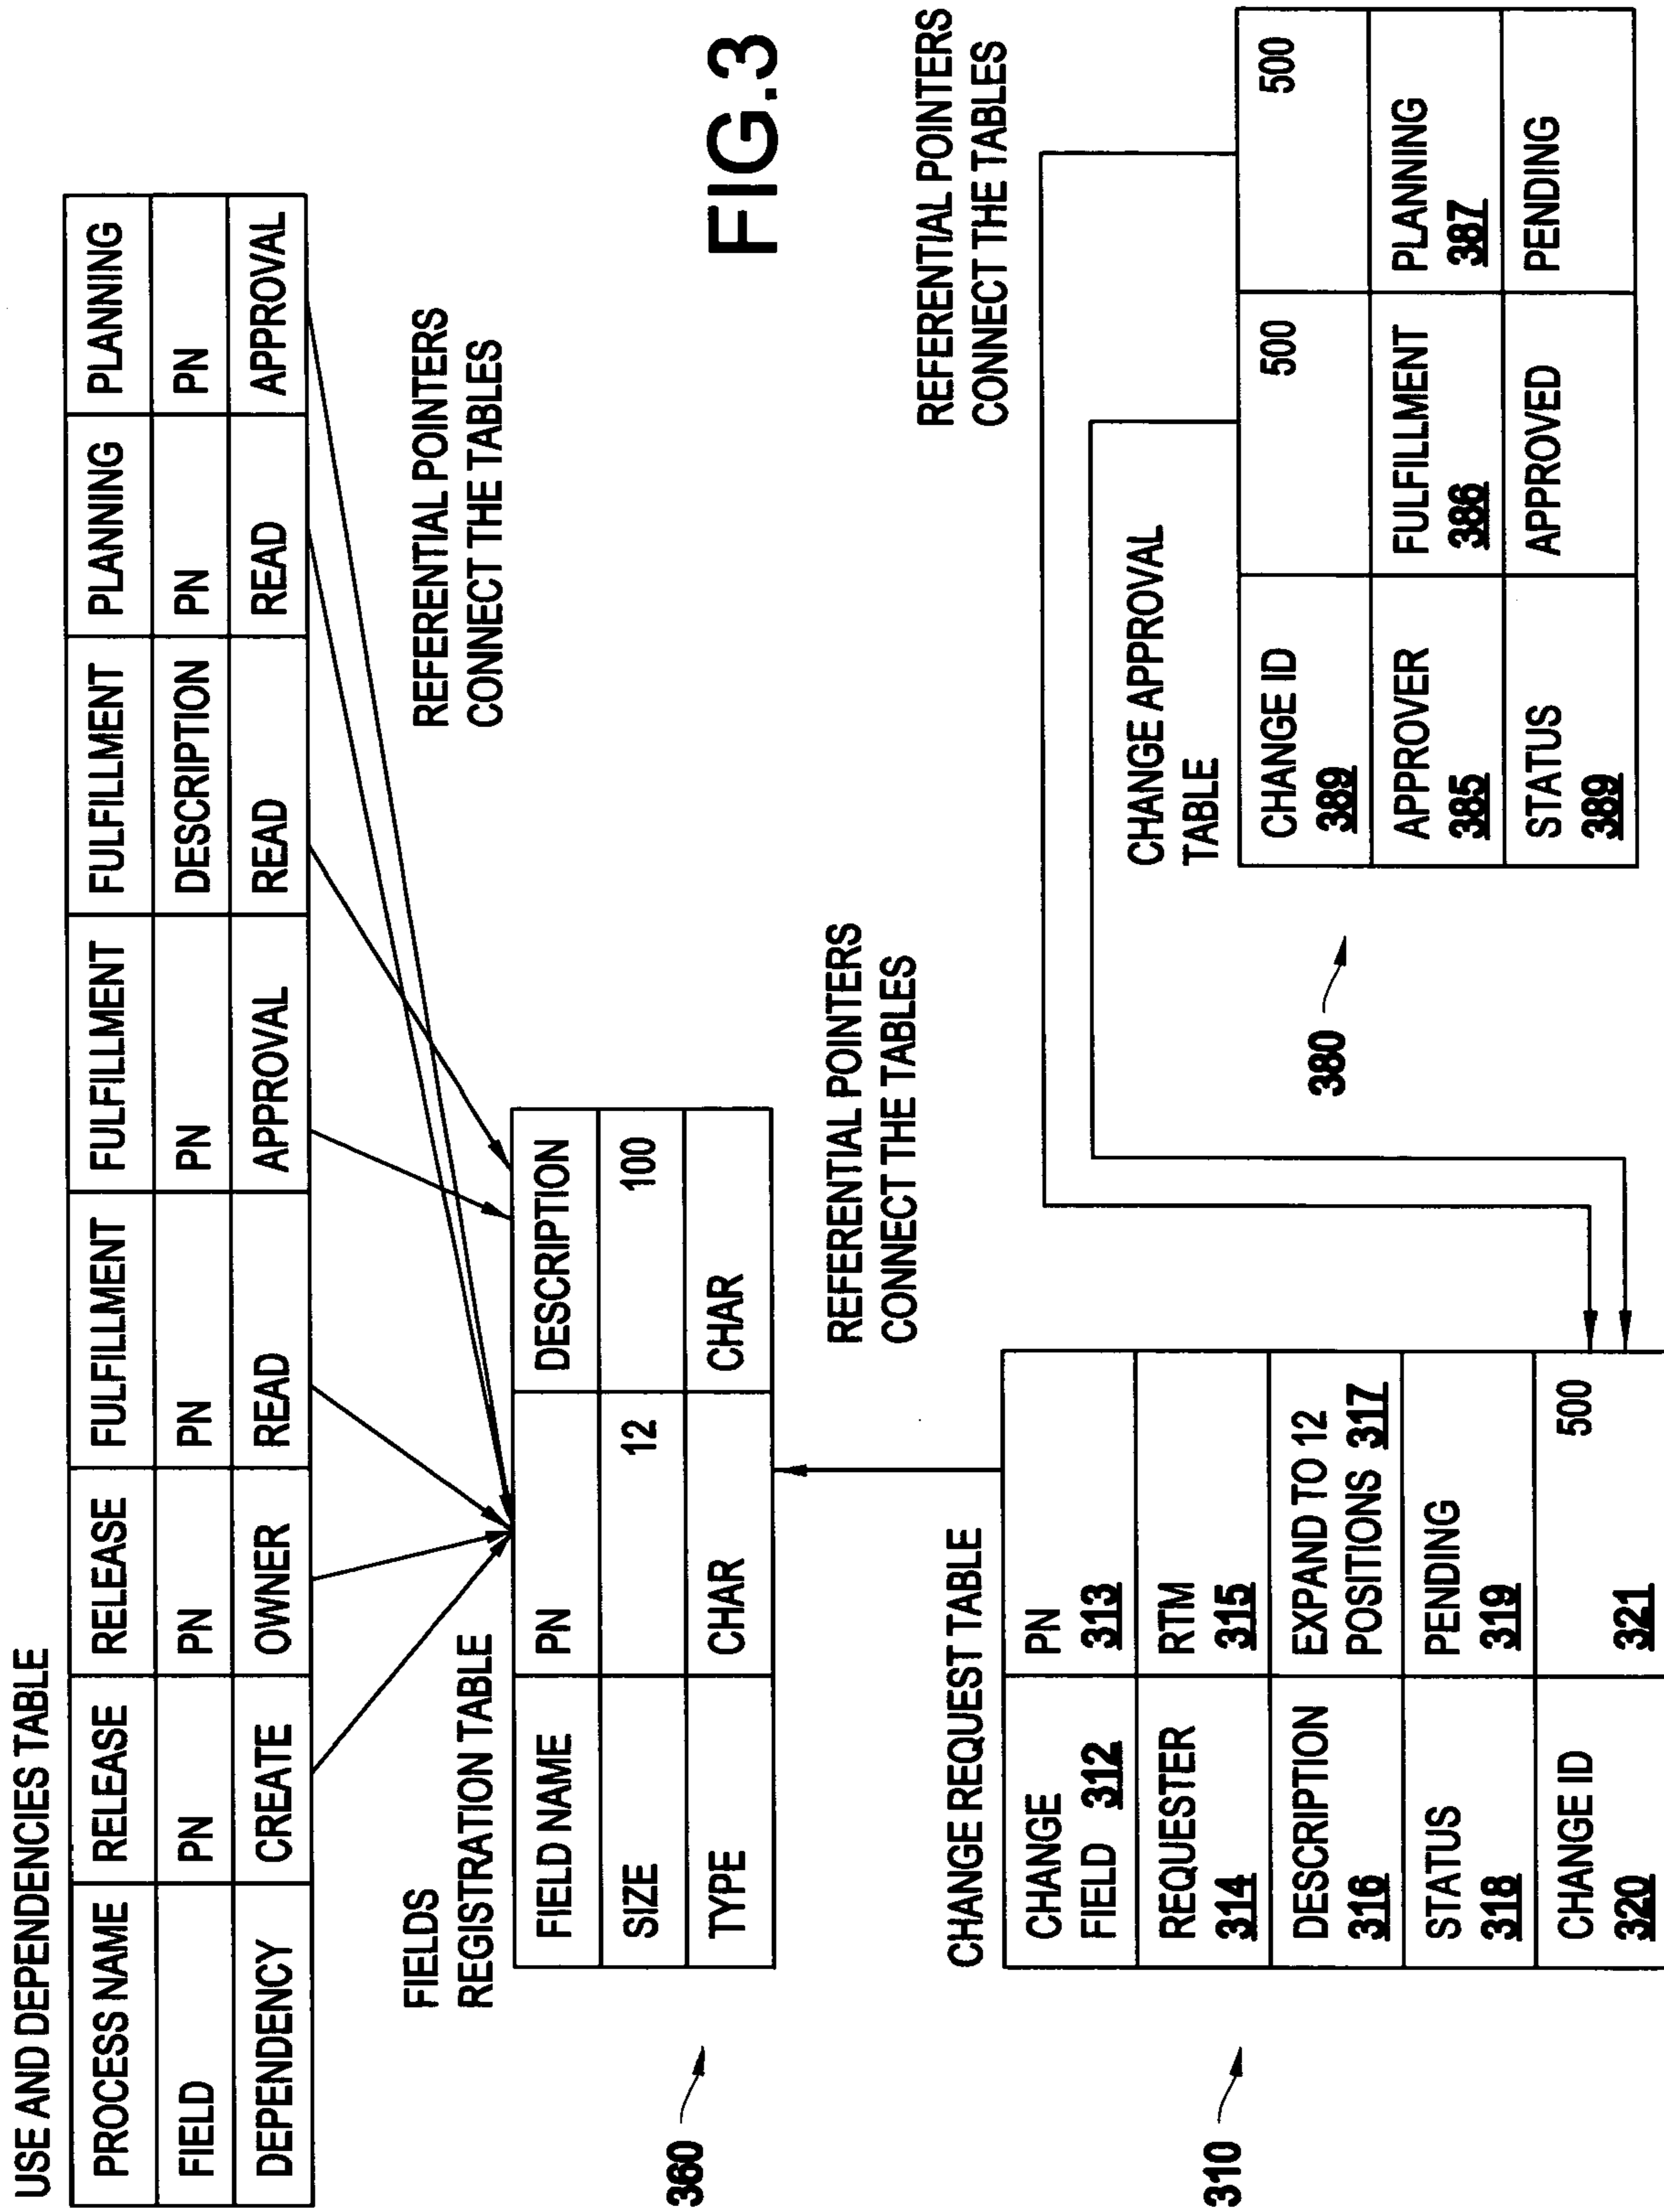 USE AND DEPENDENCIES TABLE
PROCESS NAME RELEASE RELEASE FULFILLMENT FULFILLMENT FULFILLMENT PLANNING PLANNING
FIELD PN PN PN PN DESCRIPTION PN PN
DEPENDENCY CREATE OWNER READ APPROVAL READ READ APPROVAL
REFERENTIAL POINTERS
CONNECT THE TABLES
FIELDS
REGISTRATION TABLE
FIELD NAME PN DESCRIPTION
SIZE 12 100
TYPE CHAR CHAR
360
FIG.3
REFERENTIAL POINTERS
CONNECT THE TABLES
CHANGE REQUEST TABLE
CHANGE PN
FIELD 312 313
REQUESTER RTM
314 315
DESCRIPTION EXPAND TO 12
316 POSITIONS 317
STATUS PENDING
318 319
CHANGE ID 500
320 321
310
REFERENTIAL POINTERS
CONNECT THE TABLES
CHANGE APPROVAL
TABLE
CHANGE ID 500 500
389
APPROVER FULFILLMENT PLANNING
385 386 387
STATUS APPROVED PENDING
389
380